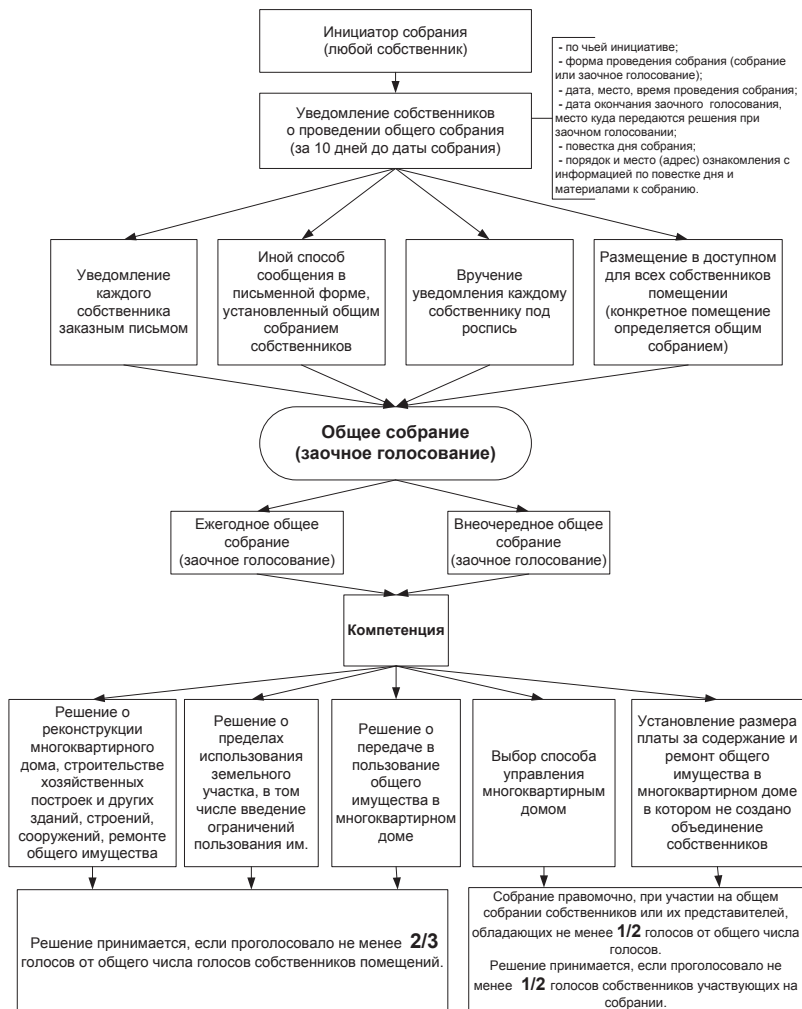 Инициатор собрания
(любой собственник)
- по чьей инициативе;
- форма проведения собрания (собрание
или заочное голосование);
- дата, место, время проведения собрания;
- дата окончания заочного голосования,
место куда передаются решения при
заочном голосовании;
- повестка дня собрания;
- порядок и место (адрес) ознакомления с
информацией по повестке дня и
материалами к собранию.
Уведомление собственников
о проведении общего собрания
(за 10 дней до даты собрания)
Уведомление
каждого
собственника
заказным письмом
Иной способ
сообщения в
письменной форме,
установленный общим
собранием
собственников
Вручение
уведомления каждому
собственнику под
роспись
Размещение в доступном
для всех собственников
помещении
(конкретное помещение
определяется общим
собранием)
Общее собрание
(заочное голосование)
Ежегодное общее
собрание
(заочное голосование)
Внеочередное общее
собрание
(заочное голосование)
Компетенция
Решение о
реконструкции
многоквартирного
дома, строительстве
хозяйственных
построек и других
зданий, строений,
сооружений, ремонте
общего имущества
Решение о
пределах
использования
земельного
участка, в том
числе введение
ограничений
пользования им.
Решение о
передаче в
пользование
общего
имущества в
многоквартирном
доме
Выбор способа
управления
многоквартирным
домом
Установление размера
платы за содержание и
ремонт общего
имущества в
многоквартирном доме
в котором не создано
объединение
собственников
Решение принимается, если проголосовало не менее 2/3
голосов от общего числа голосов собственников помещений.
Собрание правомочно, при участии на общем
собрании собственников или их представителей,
обладающих не менее 1/2 голосов от общего числа
голосов.
Решение принимается, если проголосовало не
менее 1/2 голосов собственников участвующих на
собрании.